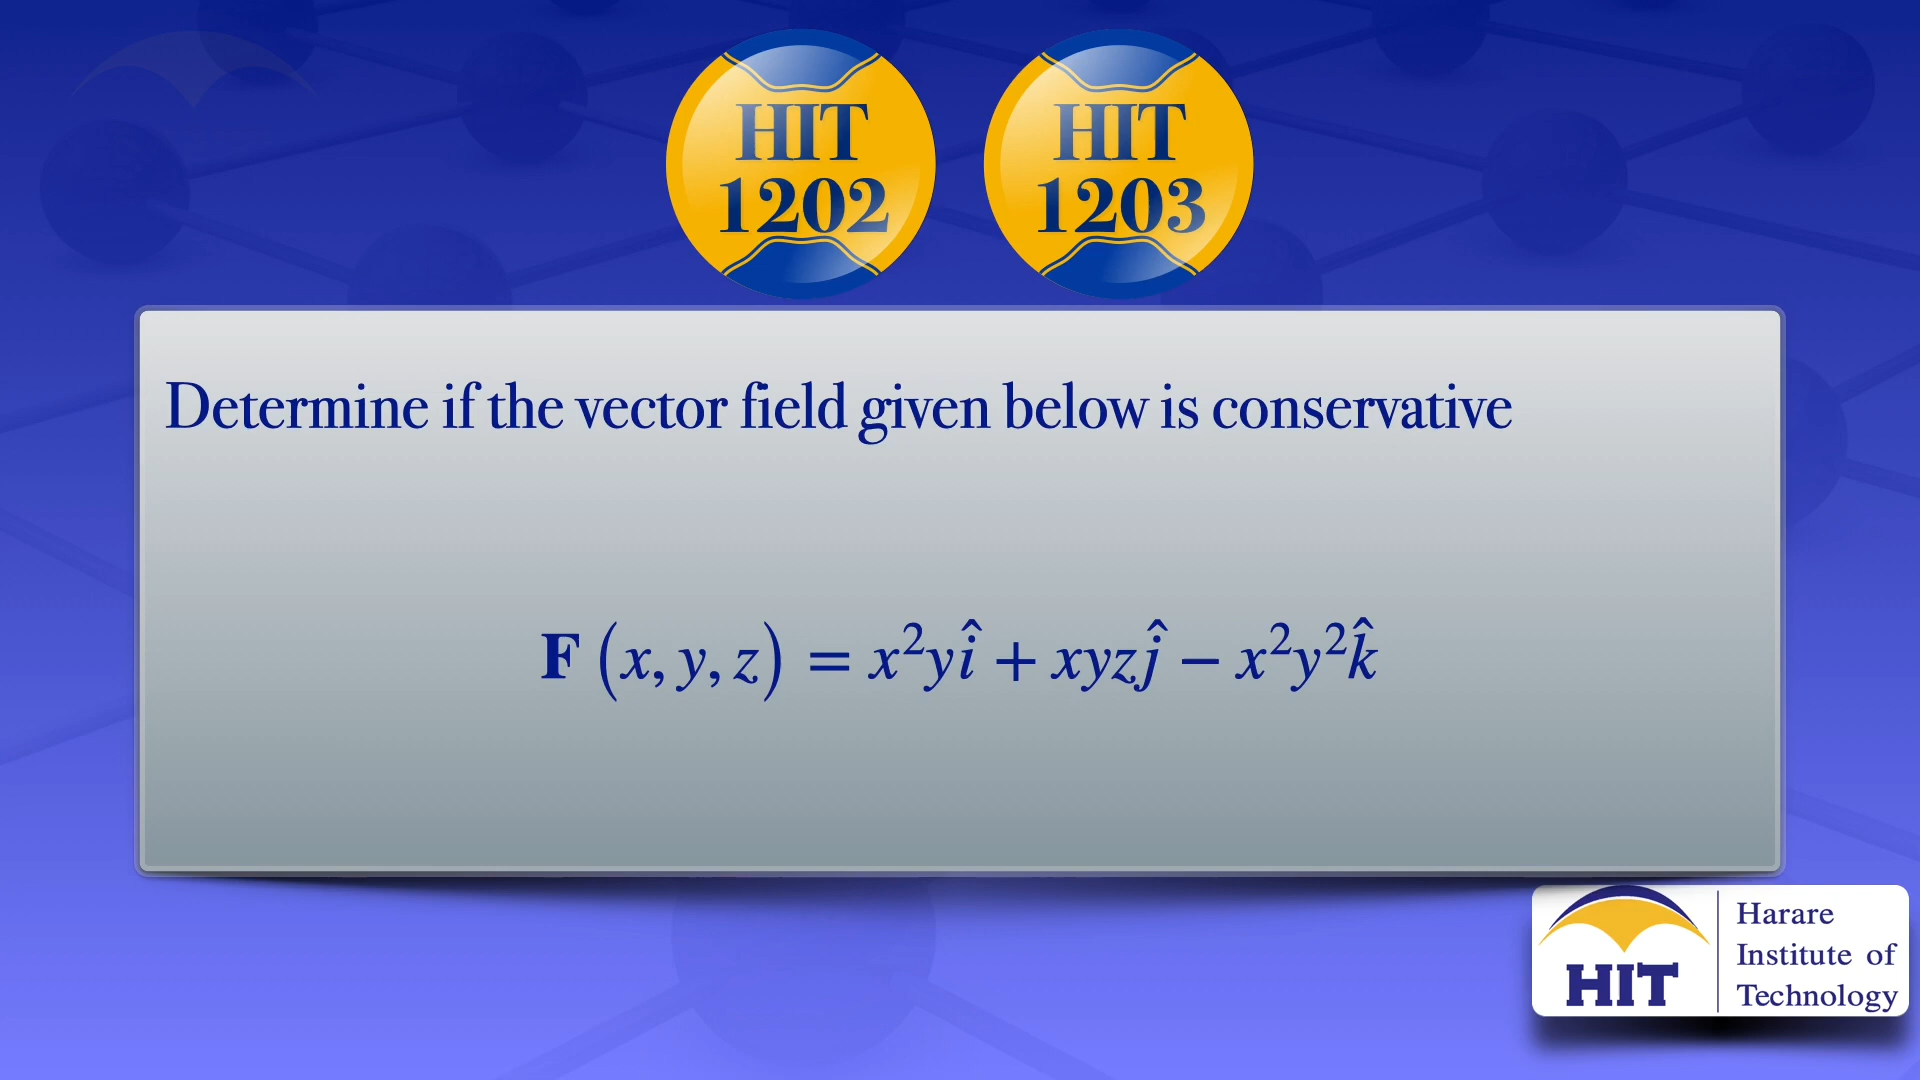 HIT
1202
HIT
1203
Determine if the vector field given below is conservative
𝐅 (x, y, z) = x²yî + xyzĵ − x²y²k̂
HIT
Harare
Institute of
Technology